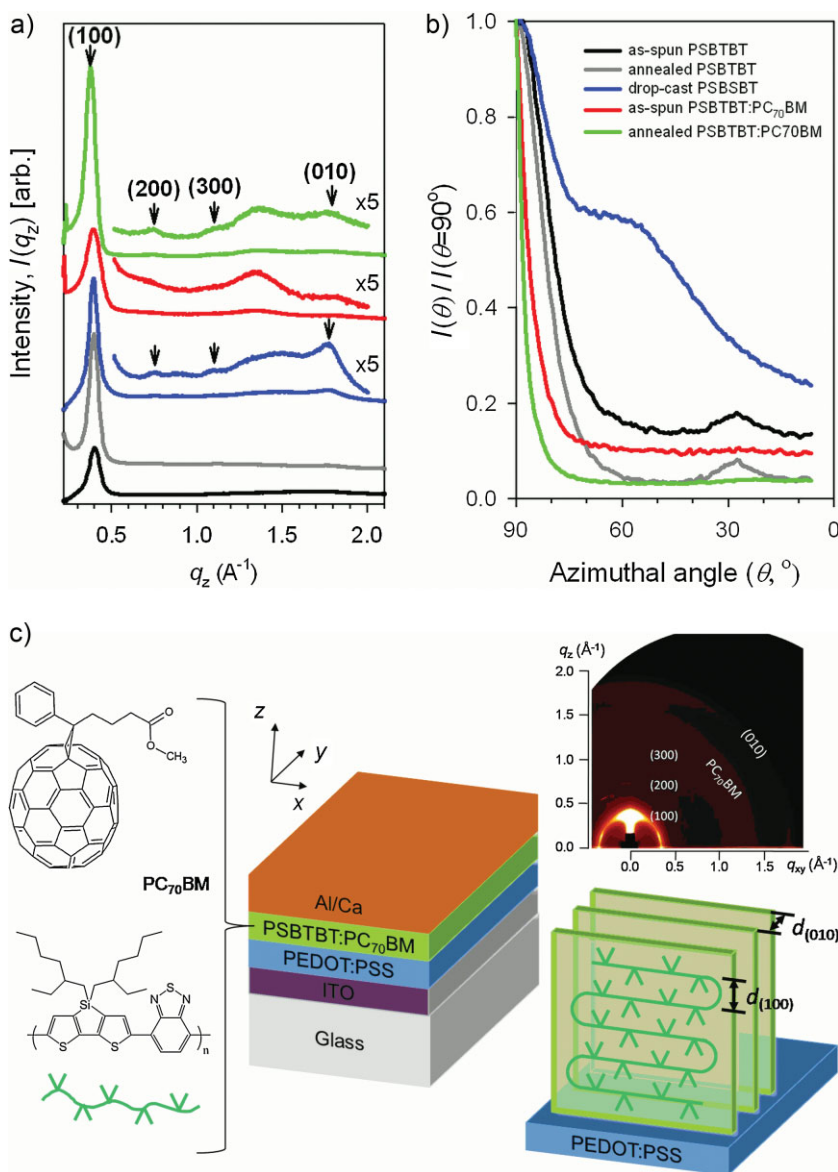 a)
(100)
(200)
(300)
(010)
x5
x5
x5
Intensity, I(q_z) [arb.]
0.5
1.0
1.5
2.0
q_z (A⁻¹)
b)
as-spun PSBTBT
annealed PSBTBT
drop-cast PSBSBT
as-spun PSBTBT:PC₇₀BM
annealed PSBTBT:PC70BM
I(θ) / I(θ=90°)
1.0
0.8
0.6
0.4
0.2
0.0
90
60
30
0
Azimuthal angle (θ, °)
c)
O
O
CH₃
PC₇₀BM
Si
N
S
N
S
S
n
z
y
x
Al/Ca
PSBTBT:PC₇₀BM
PEDOT:PSS
ITO
Glass
q_z (Å⁻¹)
2.0
1.5
1.0
0.5
0.0
(300)
(200)
(100)
PC₇₀BM
(010)
0.0
0.5
1.0
1.5
q_xy (Å⁻¹)
d(010)
d(100)
PEDOT:PSS